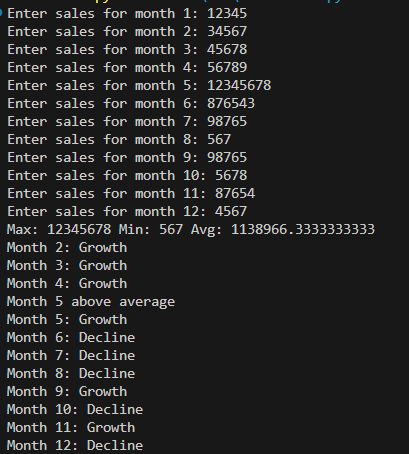 Enter sales for month 1: 12345
Enter sales for month 2: 34567
Enter sales for month 3: 45678
Enter sales for month 4: 56789
Enter sales for month 5: 12345678
Enter sales for month 6: 876543
Enter sales for month 7: 98765
Enter sales for month 8: 567
Enter sales for month 9: 98765
Enter sales for month 10: 5678
Enter sales for month 11: 87654
Enter sales for month 12: 4567
Max: 12345678 Min: 567 Avg: 1138966.3333333333
Month 2: Growth
Month 3: Growth
Month 4: Growth
Month 5 above average
Month 5: Growth
Month 6: Decline
Month 7: Decline
Month 8: Decline
Month 9: Growth
Month 10: Decline
Month 11: Growth
Month 12: Decline